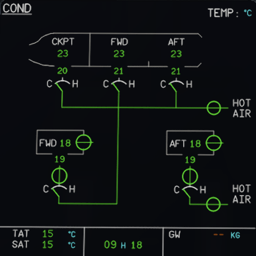 COND TEMP: °C
CKPT FWD AFT
23 23 23
20 21 21
C H C H C H
HOT
AIR
FWD 18 AFT 18
19 19
C H C H
HOT
AIR
TAT 15 °C GW -- KG
SAT 15 °C 09 H 18